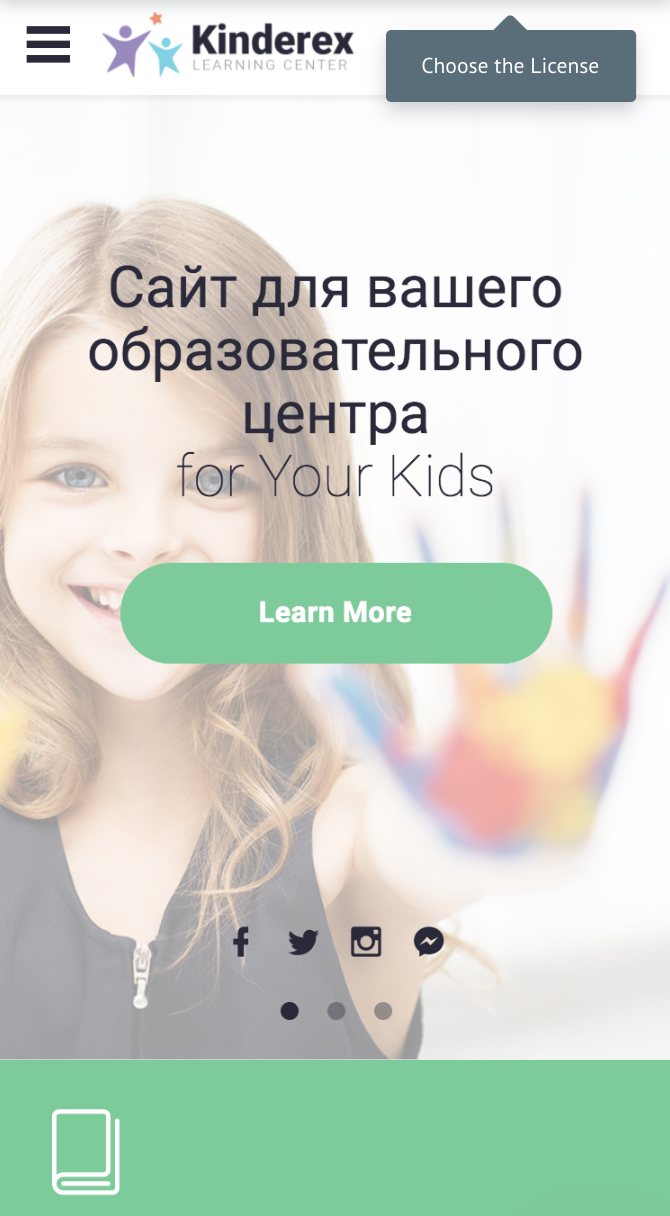 Kinderex
LEARNING CENTER
Choose the License
Сайт для вашего
образовательного
центра
for Your Kids
Learn More